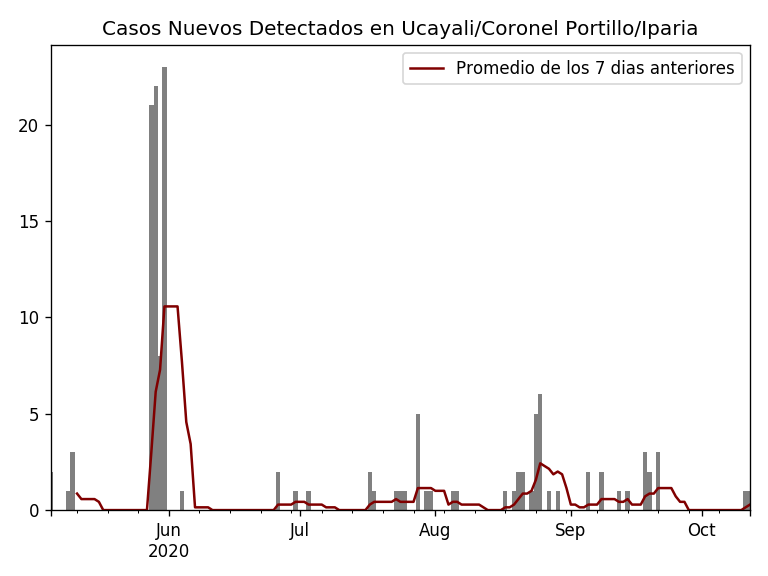 Casos Nuevos Detectados en Ucayali/Coronel Portillo/Iparia
Promedio de los 7 dias anteriores
20
15
10
5
0
Jun Jul Aug Sep Oct
2020